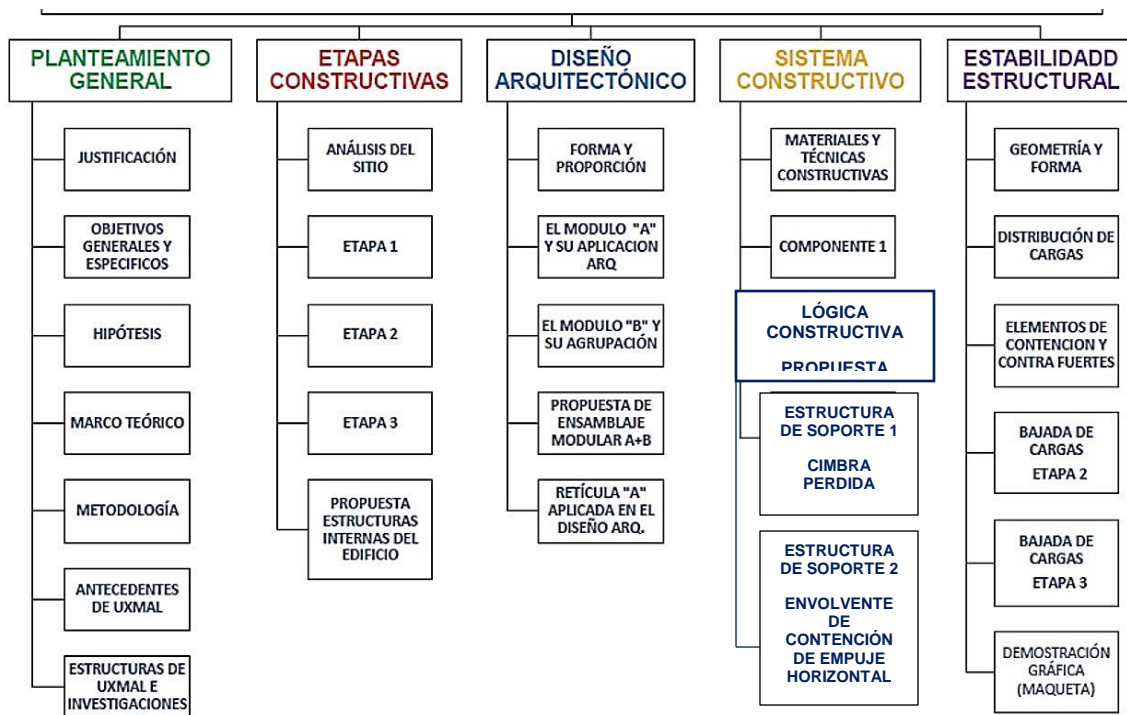 PLANTEAMIENTO
GENERAL
JUSTIFICACIÓN
OBJETIVOS
GENERALES Y
ESPECIFICOS
HIPÓTESIS
MARCO TEÓRICO
METODOLOGÍA
ANTECEDENTES
DE UXMAL
ESTRUCTURAS DE
UXMAL E
INVESTIGACIONES
ETAPAS
CONSTRUCTIVAS
ANÁLISIS DEL
SITIO
ETAPA 1
ETAPA 2
ETAPA 3
PROPUESTA
ESTRUCTURAS
INTERNAS DEL
EDIFICIO
DISEÑO
ARQUITECTÓNICO
FORMA Y
PROPORCIÓN
EL MODULO "A"
Y SU APLICACION
ARQ
EL MODULO "B" Y
SU AGRUPACIÓN
PROPUESTA DE
ENSAMBLAJE
MODULAR A+B
RETÍCULA "A"
APLICADA EN EL
DISEÑO ARQ.
SISTEMA
CONSTRUCTIVO
MATERIALES Y
TÉCNICAS
CONSTRUCTIVAS
COMPONENTE 1
LÓGICA
CONSTRUCTIVA
PROPUESTA
ESTRUCTURA
DE SOPORTE 1
CIMBRA
PERDIDA
ESTRUCTURA
DE SOPORTE 2
ENVOLVENTE
DE
CONTENCIÓN
DE EMPUJE
HORIZONTAL
ESTABILIDADD
ESTRUCTURAL
GEOMETRÍA Y
FORMA
DISTRIBUCIÓN DE
CARGAS
ELEMENTOS DE
CONTENCION Y
CONTRA FUERTES
BAJADA DE
CARGAS
ETAPA 2
BAJADA DE
CARGAS
ETAPA 3
DEMOSTRACIÓN
GRÁFICA
(MAQUETA)